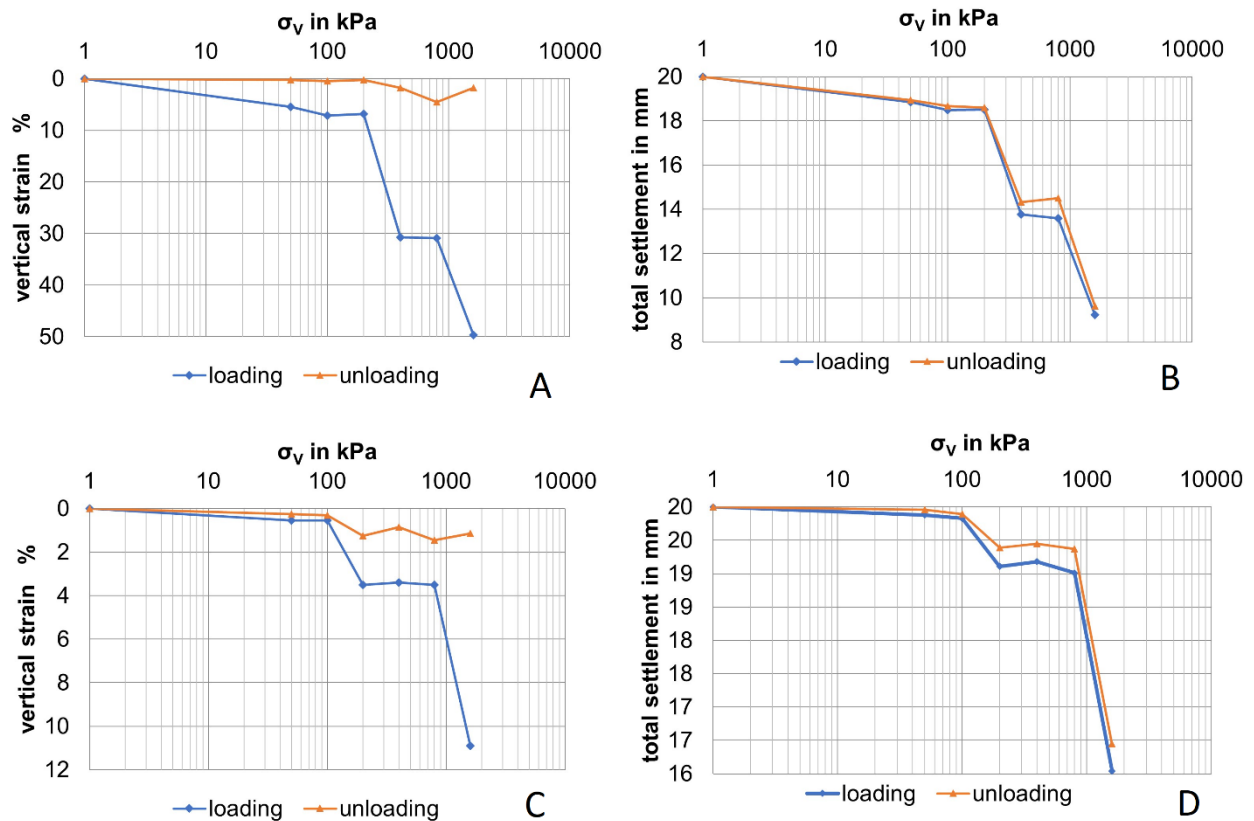 σV in kPa
1 10 100 1000 10000
0
10
20
30
40
50
vertical strain %
loading unloading
A
σV in kPa
1 10 100 1000 10000
20
18
16
14
12
10
8
total settlement in mm
loading unloading
B
σV in kPa
1 10 100 1000 10000
0
2
4
6
8
10
12
vertical strain %
loading unloading
C
σV in kPa
1 10 100 1000 10000
20
20
19
19
18
18
17
17
16
total settlement in mm
loading unloading
D